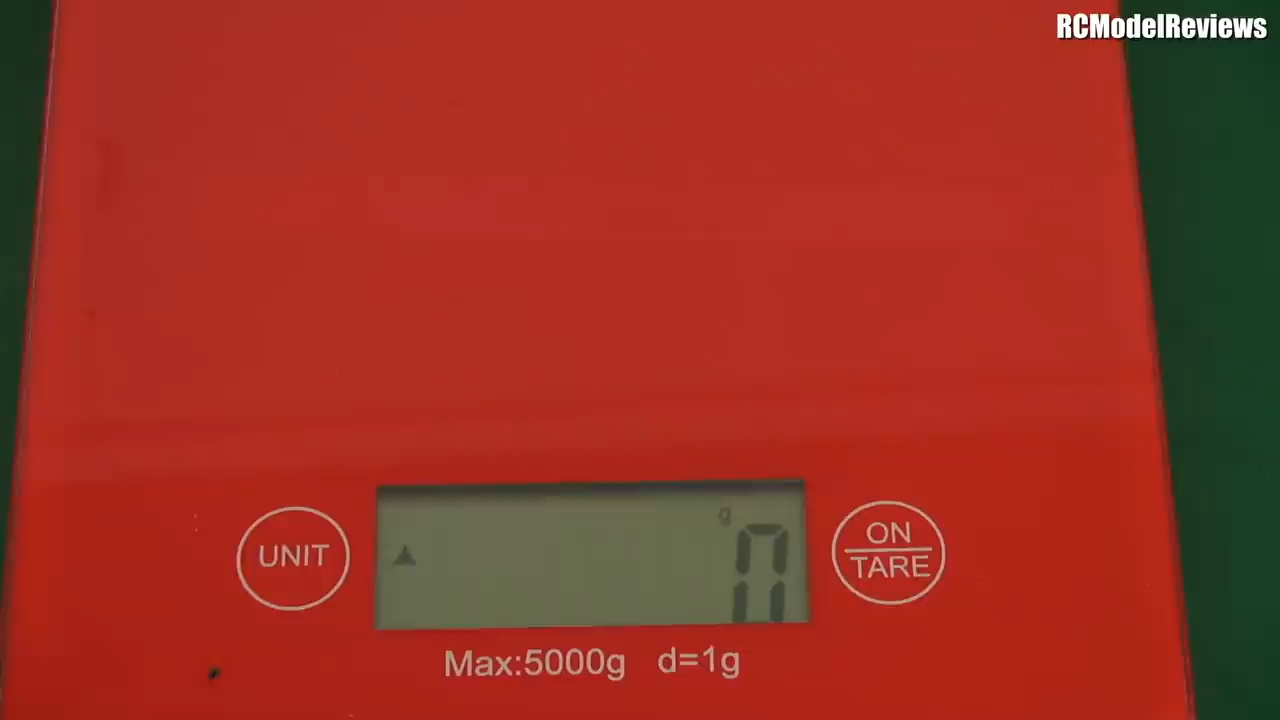 RCModelReviews
UNIT
g
0
ON
TARE
Max:5000g d=1g